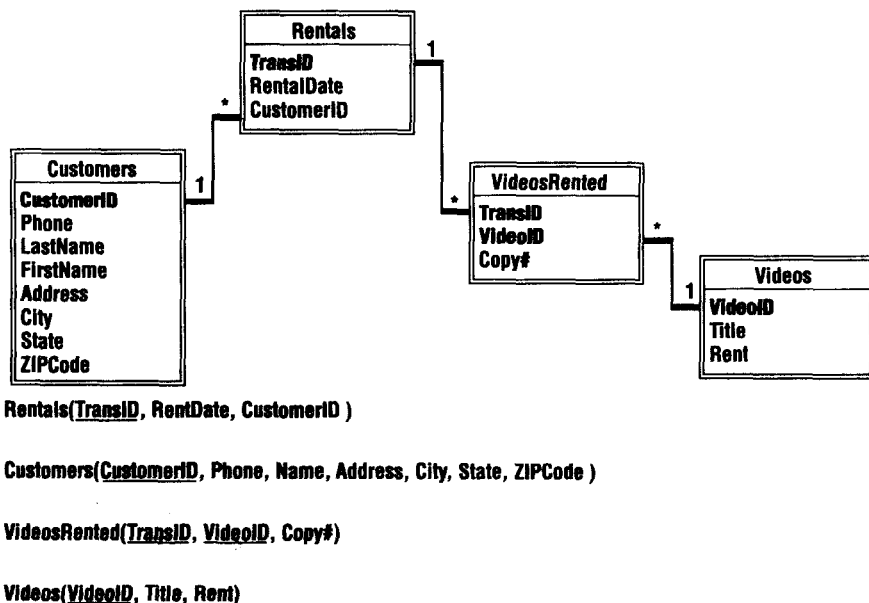 Rentals
TransID
RentalDate
CustomerID
1
*
Customers
CustomerID
Phone
LastName
FirstName
Address
City
State
ZIPCode
1
VideosRented
TransID
VideoID
Copy#
*
*
Videos
VideoID
Title
Rent
1
Rentals(TransID, RentDate, CustomerID )
Customers(CustomerID, Phone, Name, Address, City, State, ZIPCode )
VideosRented(TransID, VideoID, Copy#)
Videos(VideoID, Title, Rent)